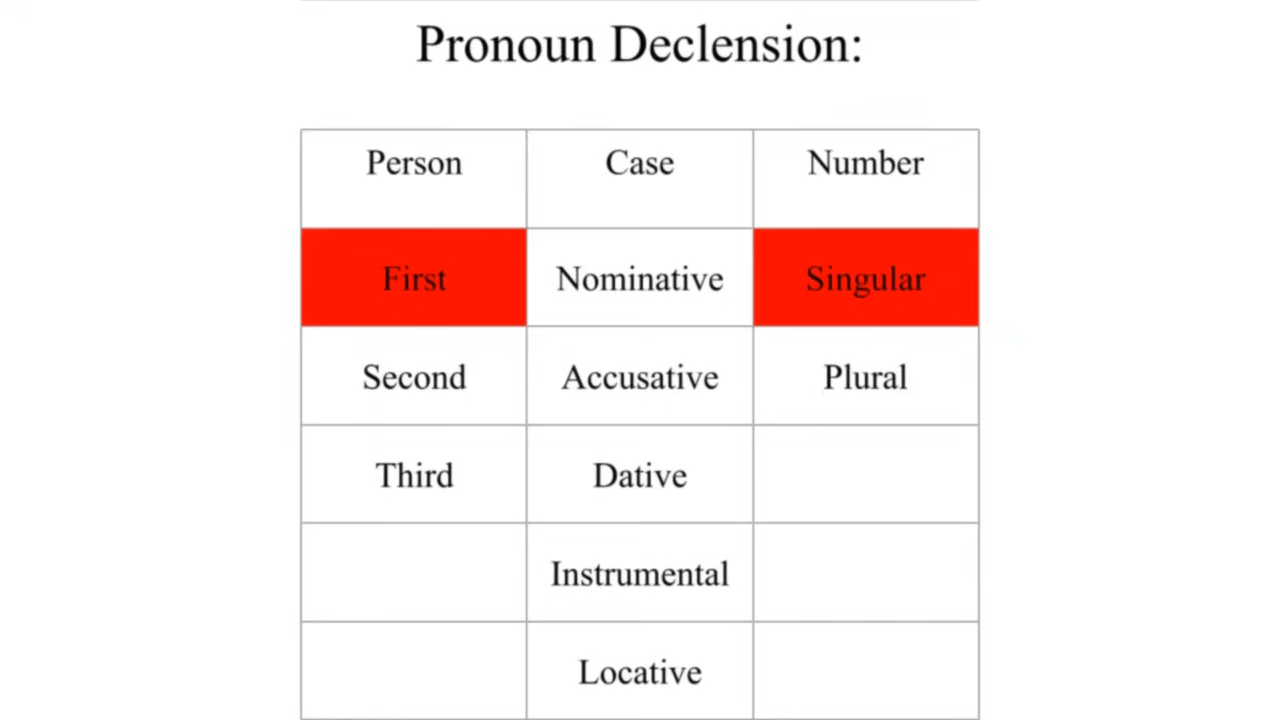 Pronoun Declension:
Person Case Number
First Nominative Singular
Second Accusative Plural
Third Dative
Instrumental
Locative